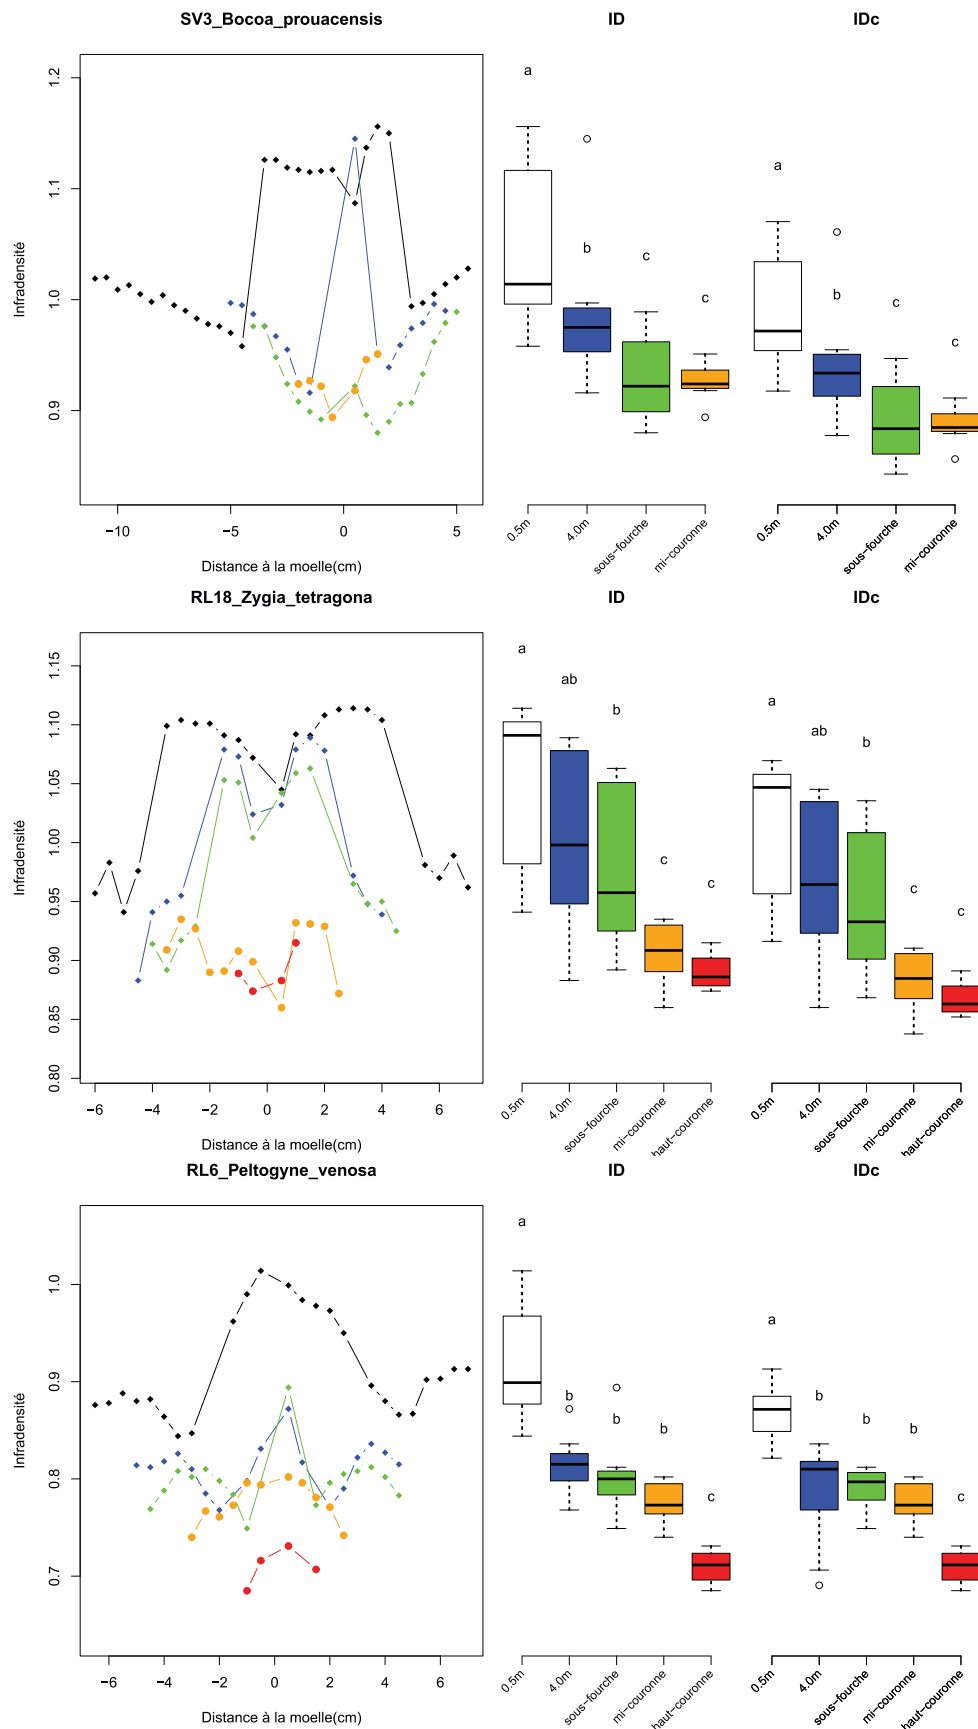 SV3_Bocoa_prouacensis
ID
IDc
Infradensité
1.2
1.1
1.0
0.9
−10
−5
0
5
Distance à la moelle(cm)
a
b
c
c
0.5m
4.0m
sous−fourche
mi−couronne
a
b
c
c
0.5m
4.0m
sous−fourche
mi−couronne
RL18_Zygia_tetragona
ID
IDc
Infradensité
1.15
1.10
1.05
1.00
0.95
0.90
0.85
0.80
−6
−4
−2
0
2
4
6
Distance à la moelle(cm)
a
ab
b
c
c
0.5m
4.0m
sous−fourche
mi−couronne
haut−couronne
a
ab
b
c
c
0.5m
4.0m
sous−fourche
mi−couronne
haut−couronne
RL6_Peltogyne_venosa
ID
IDc
Infradensité
1.0
0.9
0.8
0.7
−6
−4
−2
0
2
4
6
Distance à la moelle(cm)
a
b
b
b
c
0.5m
4.0m
sous−fourche
mi−couronne
haut−couronne
a
b
b
b
c
0.5m
4.0m
sous−fourche
mi−couronne
haut−couronne